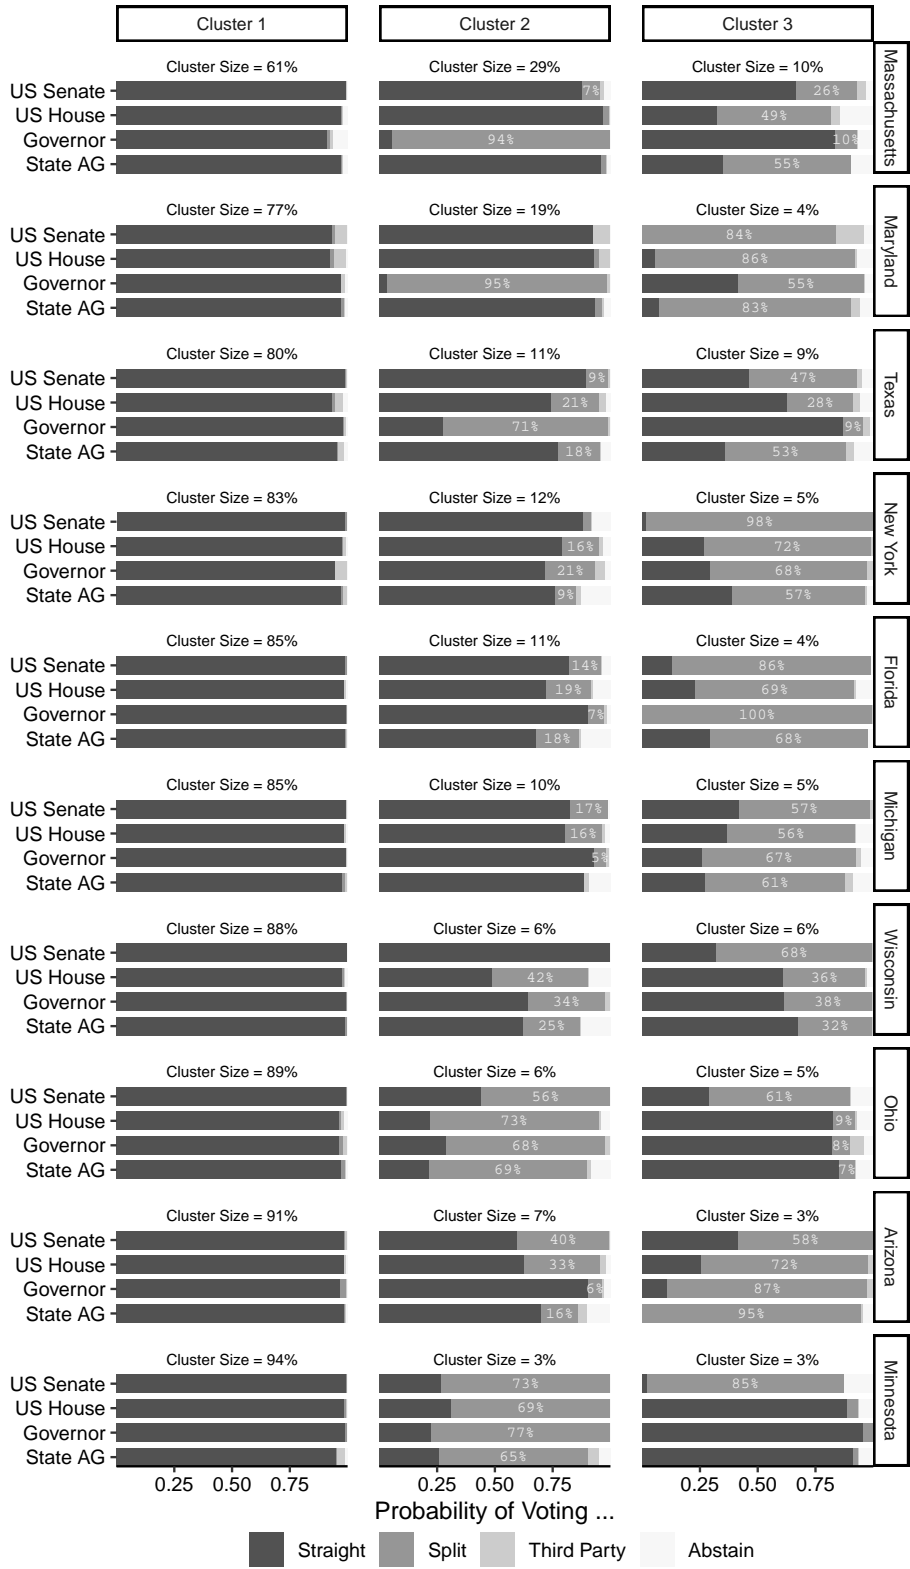 Cluster 1 Cluster 2 Cluster 3
Massachusetts
Cluster Size = 61% Cluster Size = 29% Cluster Size = 10%
US Senate 7% 26%
US House 49%
Governor 94% 10%
State AG 55%
Maryland
Cluster Size = 77% Cluster Size = 19% Cluster Size = 4%
US Senate 84%
US House 86%
Governor 95% 55%
State AG 83%
Texas
Cluster Size = 80% Cluster Size = 11% Cluster Size = 9%
US Senate 9% 47%
US House 21% 28%
Governor 71% 9%
State AG 18% 53%
New York
Cluster Size = 83% Cluster Size = 12% Cluster Size = 5%
US Senate 98%
US House 16% 72%
Governor 21% 68%
State AG 9% 57%
Florida
Cluster Size = 85% Cluster Size = 11% Cluster Size = 4%
US Senate 14% 86%
US House 19% 69%
Governor 7% 100%
State AG 18% 68%
Michigan
Cluster Size = 85% Cluster Size = 10% Cluster Size = 5%
US Senate 17% 57%
US House 16% 56%
Governor 5% 67%
State AG 61%
Wisconsin
Cluster Size = 88% Cluster Size = 6% Cluster Size = 6%
US Senate 68%
US House 42% 36%
Governor 34% 38%
State AG 25% 32%
Ohio
Cluster Size = 89% Cluster Size = 6% Cluster Size = 5%
US Senate 56% 61%
US House 73% 9%
Governor 68% 8%
State AG 69% 7%
Arizona
Cluster Size = 91% Cluster Size = 7% Cluster Size = 3%
US Senate 40% 58%
US House 33% 72%
Governor 6% 87%
State AG 16% 95%
Minnesota
Cluster Size = 94% Cluster Size = 3% Cluster Size = 3%
US Senate 73% 85%
US House 69%
Governor 77%
State AG 65%
0.25 0.50 0.75 0.25 0.50 0.75 0.25 0.50 0.75
Probability of Voting ...
Straight Split Third Party Abstain